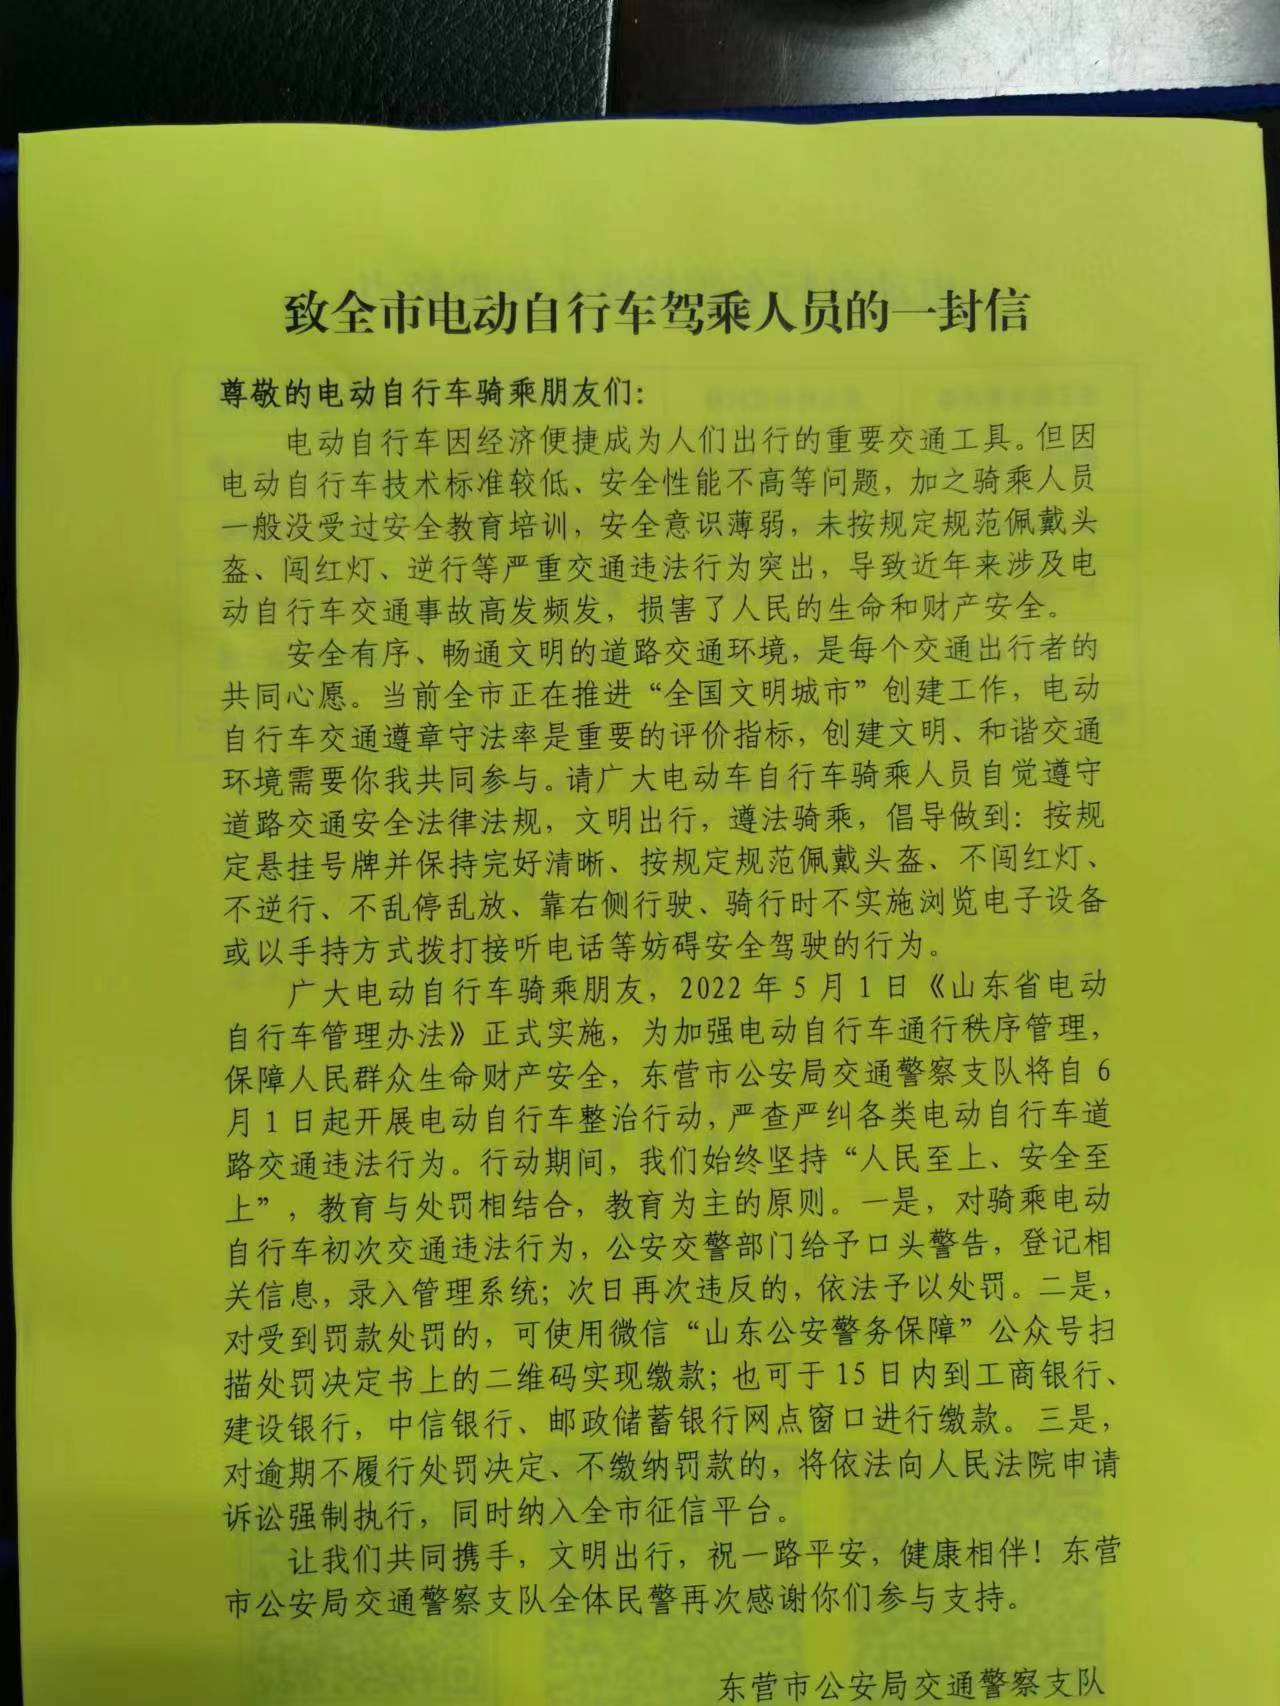 致全市电动自行车驾乘人员的一封信
尊敬的电动自行车骑乘朋友们：
电动自行车因经济便捷成为人们出行的重要交通工具。但因
电动自行车技术标准较低、安全性能不高等问题，加之骑乘人员
一般没受过安全教育培训，安全意识薄弱，未按规定规范佩戴头
盔、闯红灯、逆行等严重交通违法行为突出，导致近年来涉及电
动自行车交通事故高发频发，损害了人民的生命和财产安全。
安全有序、畅通文明的道路交通环境，是每个交通出行者的
共同心愿。当前全市正在推进“全国文明城市”创建工作，电动
自行车交通遵章守法率是重要的评价指标，创建文明、和谐交通
环境需要你我共同参与。请广大电动车自行车骑乘人员自觉遵守
道路交通安全法律法规，文明出行，遵法骑乘，倡导做到：按规
定悬挂号牌并保持完好清晰、按规定规范佩戴头盔、不闯红灯、
不逆行、不乱停乱放、靠右侧行驶、骑行时不实施浏览电子设备
或以手持方式拨打接听电话等妨碍安全驾驶的行为。
广大电动自行车骑乘朋友，2022年5月1日《山东省电动
自行车管理办法》正式实施，为加强电动自行车通行秩序管理，
保障人民群众生命财产安全，东营市公安局交通警察支队将自6
月1日起开展电动自行车整治行动，严查严纠各类电动自行车道
路交通违法行为。行动期间，我们始终坚持“人民至上、安全至
上”，教育与处罚相结合，教育为主的原则。一是，对骑乘电动
自行车初次交通违法行为，公安交警部门给予口头警告，登记相
关信息，录入管理系统；次日再次违反的，依法予以处罚。二是，
对受到罚款处罚的，可使用微信“山东公安警务保障”公众号扫
描处罚决定书上的二维码实现缴款；也可于15日内到工商银行、
建设银行，中信银行、邮政储蓄银行网点窗口进行缴款。三是，
对逾期不履行处罚决定、不缴纳罚款的，将依法向人民法院申请
诉讼强制执行，同时纳入全市征信平台。
让我们共同携手，文明出行，祝一路平安，健康相伴！东营
市公安局交通警察支队全体民警再次感谢你们参与支持。
东营市公安局交通警察支队